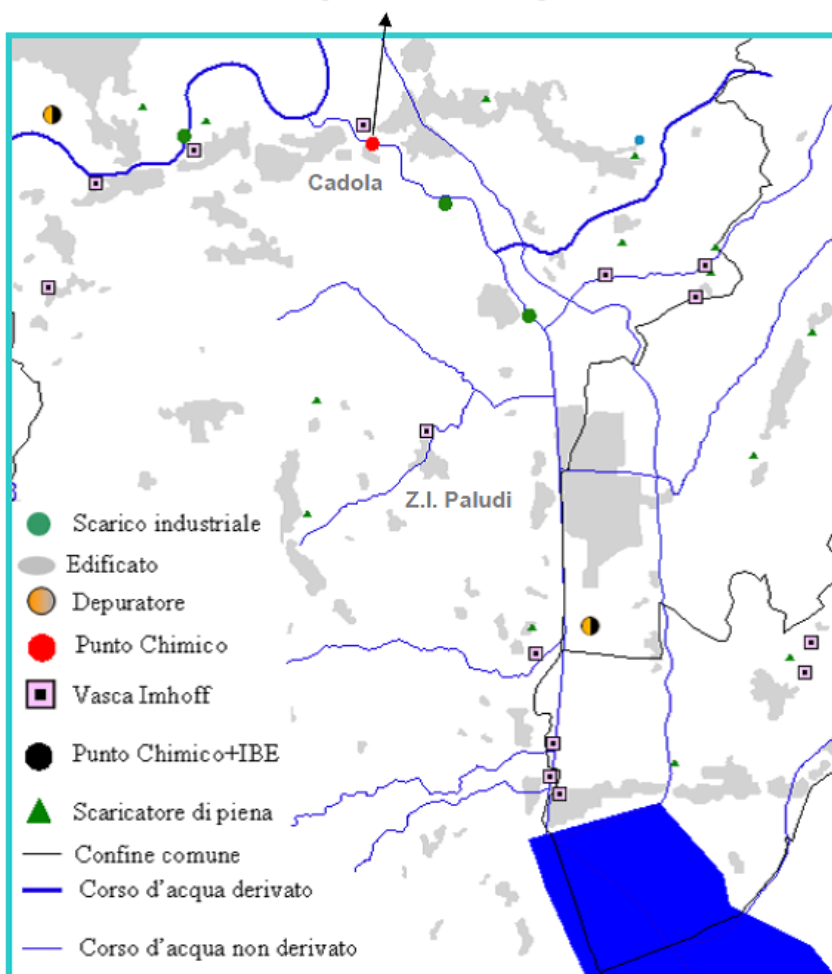 Cadola
Z.I. Paludi
Scarico industriale
Edificato
Depuratore
Punto Chimico
Vasca Imhoff
Punto Chimico+IBE
Scaricatore di piena
Confine comune
Corso d'acqua derivato
Corso d'acqua non derivato